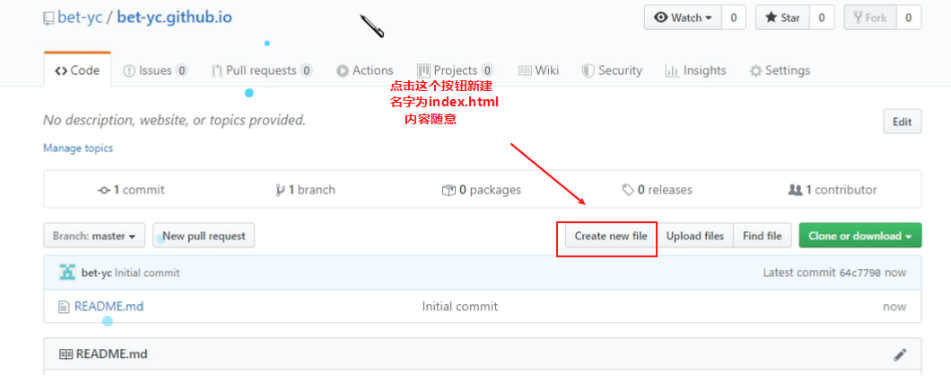 bet-yc / bet-yc.github.io
Watch 0 Star 0 Fork 0
Code Issues 0 Pull requests 0 Actions Projects 0 Wiki Security Insights Settings
点击这个按钮新建
名字为index.html
内容随意
No description, website, or topics provided.
Edit
Manage topics
1 commit 1 branch 0 packages 0 releases 1 contributor
Branch: master New pull request Create new file Upload files Find file Clone or download
bet-yc Initial commit Latest commit 64c7790 now
README.md Initial commit now
README.md